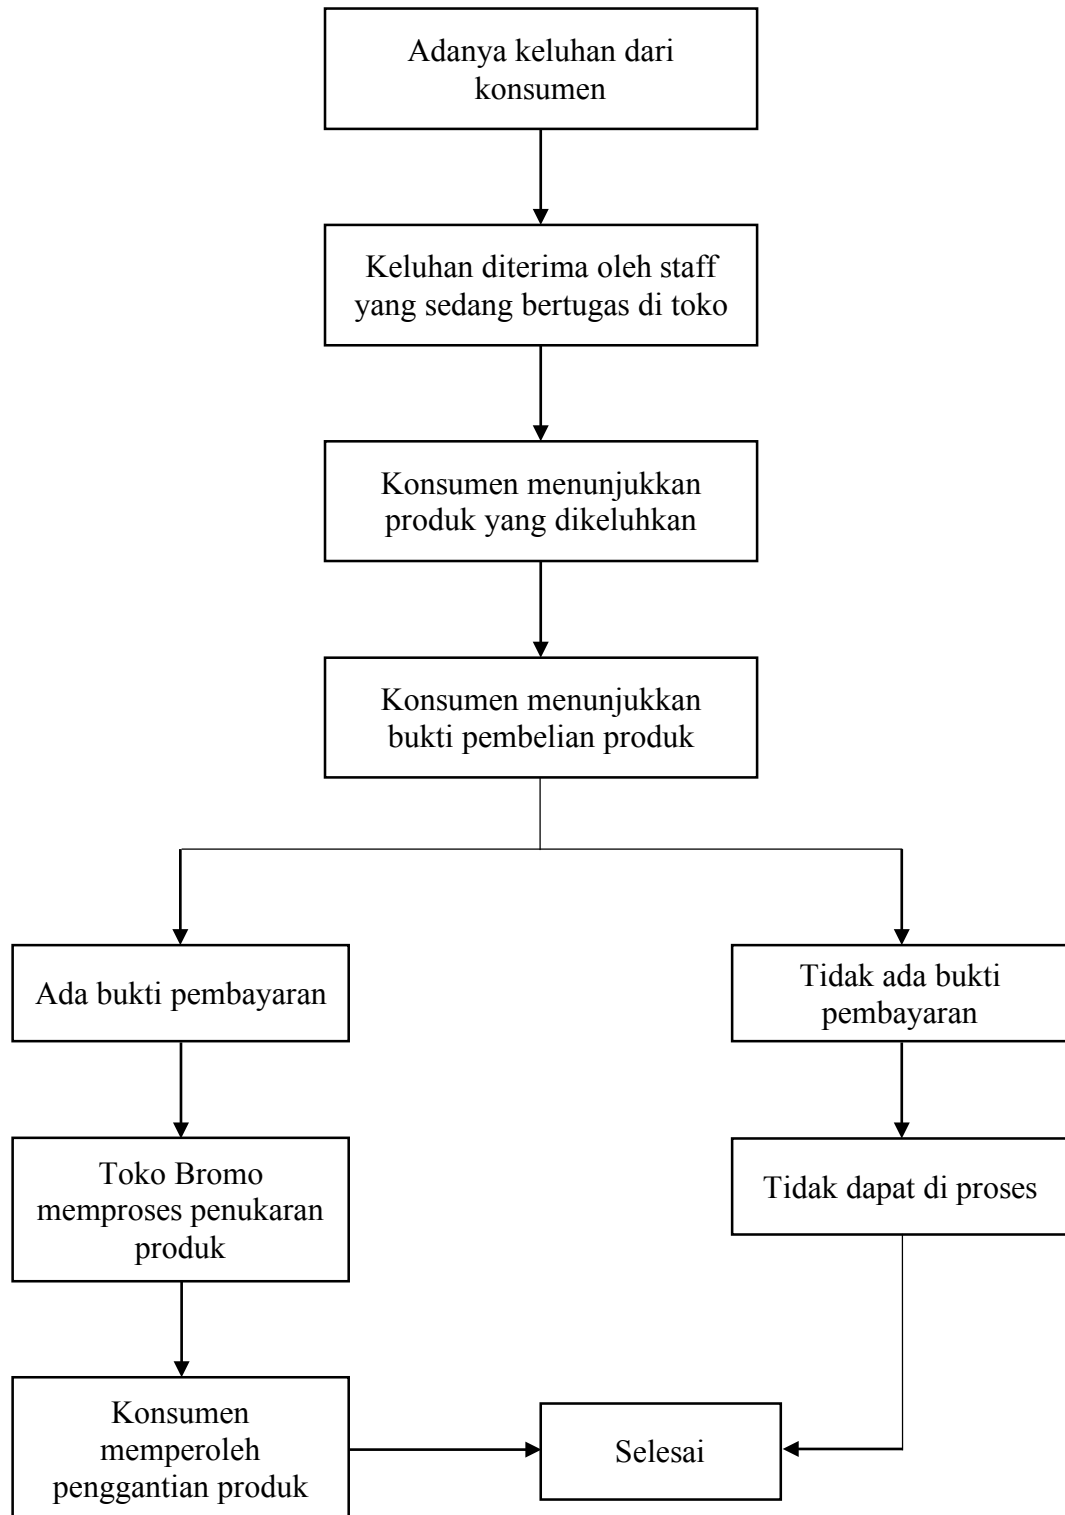 Adanya keluhan dari
konsumen
Keluhan diterima oleh staff
yang sedang bertugas di toko
Konsumen menunjukkan
produk yang dikeluhkan
Konsumen menunjukkan
bukti pembelian produk
Ada bukti pembayaran
Tidak ada bukti
pembayaran
Toko Bromo
memproses penukaran
produk
Tidak dapat di proses
Konsumen
memperoleh
penggantian produk
Selesai